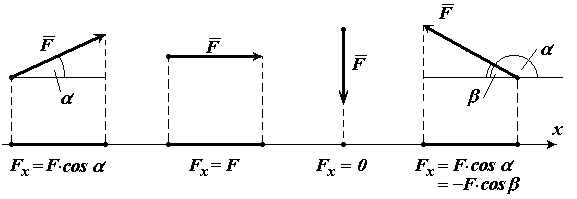 F̅ α
F̅
F̅
F̅ α β
x
Fₓ = F·cos α
Fₓ = F
Fₓ = 0
Fₓ = F·cos α
= −F·cos β